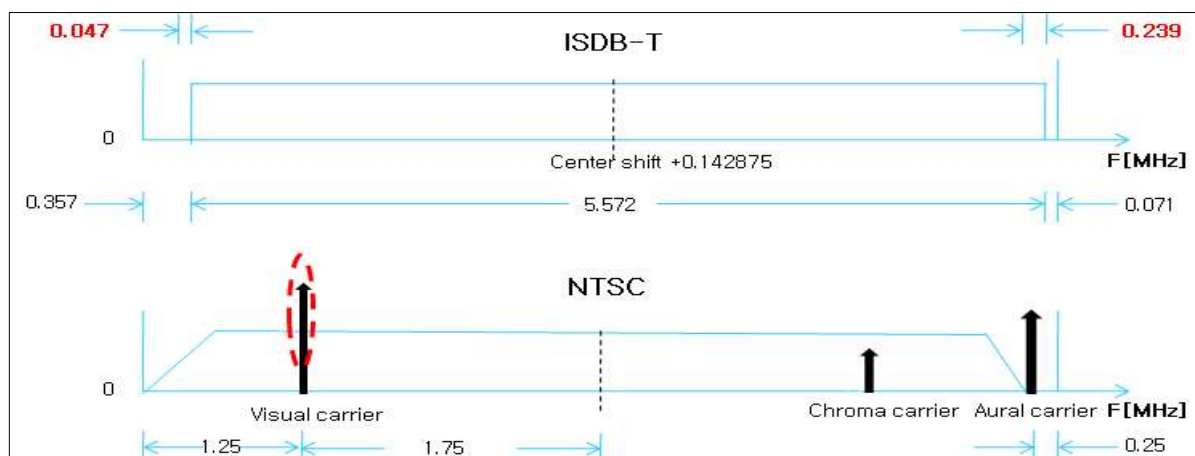 0.047
0.239
ISDB-T
0
Center shift +0.142875
F[MHz]
0.357
5.572
0.071
NTSC
0
Visual carrier
Chroma carrier
Aural carrier
F[MHz]
1.25
1.75
0.25